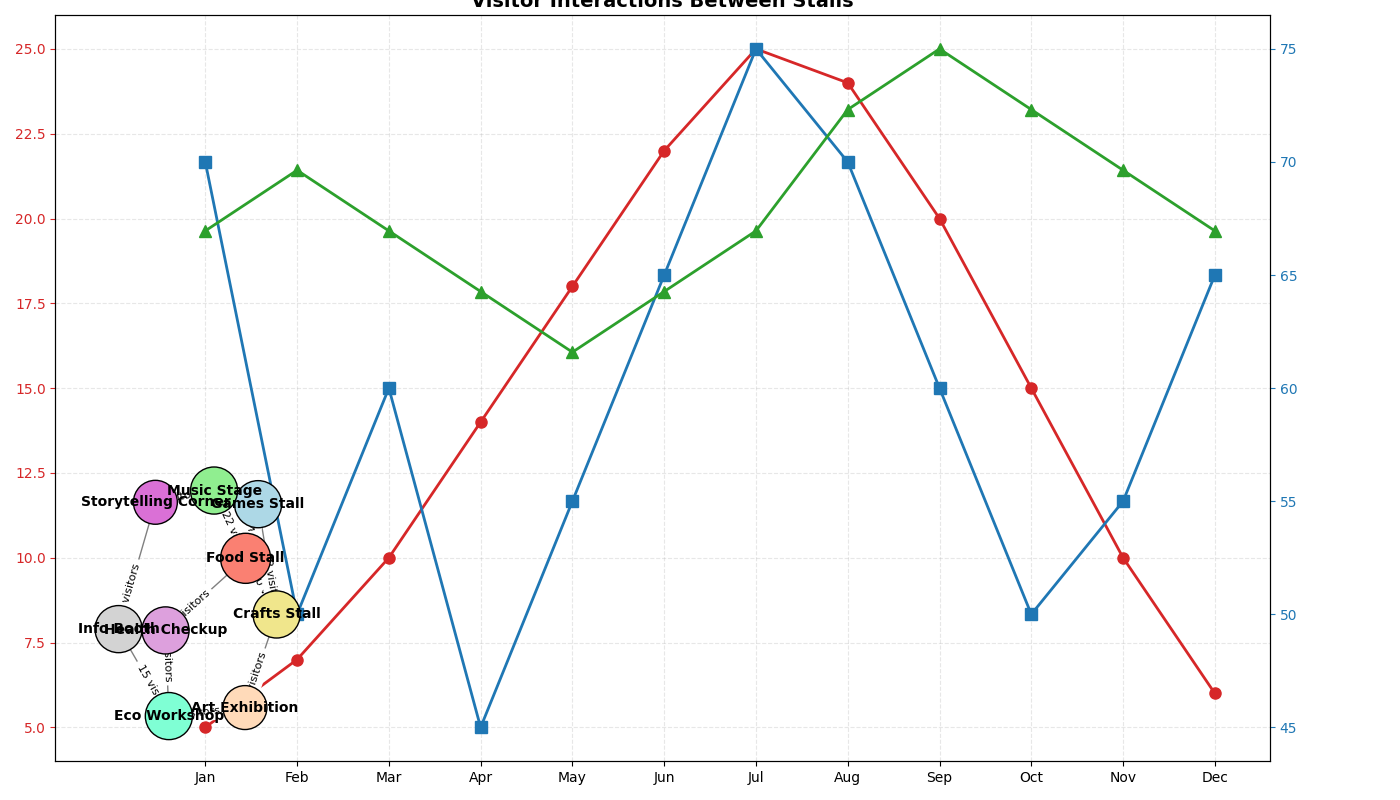 Visitor Interactions Between Stalls
25.0
22.5
20.0
17.5
15.0
12.5
10.0
7.5
5.0
75
70
65
60
55
50
45
Music Stage
Storytelling Corner
Games Stall
22
Food Stall
visitors
Crafts Stall
Info Booth
Health Checkup
15
visitors
Art Exhibition
Eco Workshop
Jan Feb Mar Apr May Jun Jul Aug Sep Oct Nov Dec